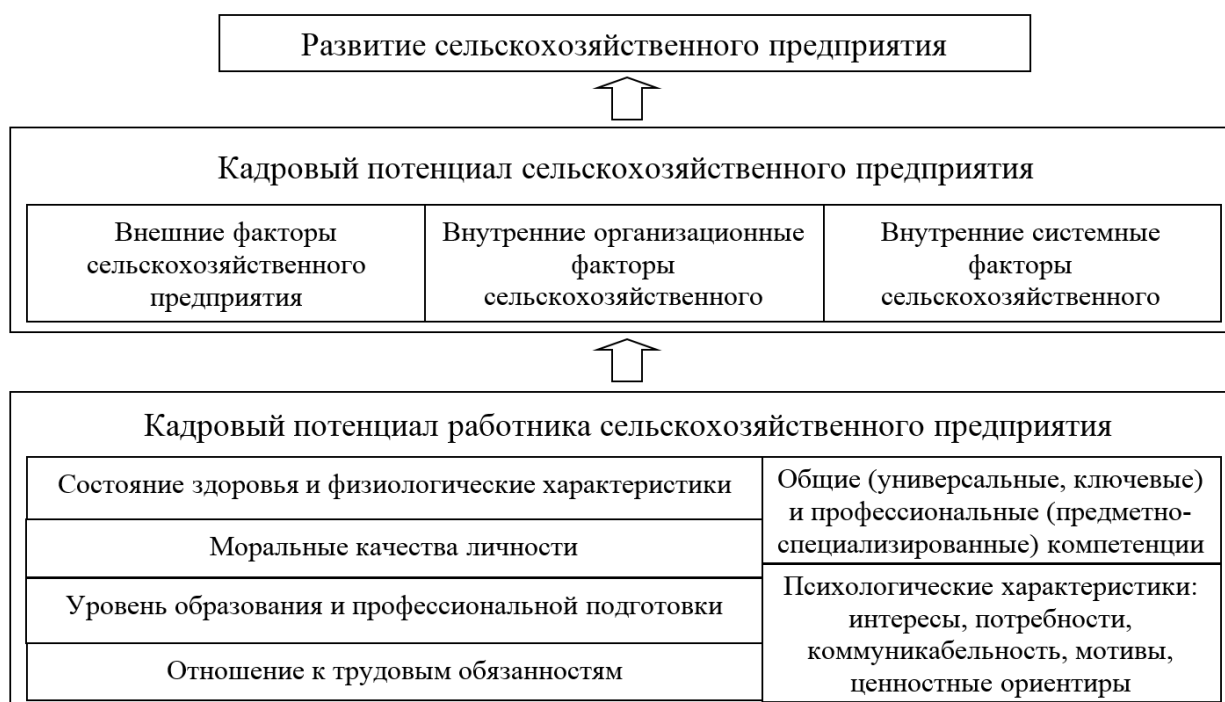 Развитие сельскохозяйственного предприятия
Кадровый потенциал сельскохозяйственного предприятия
Внешние факторы
сельскохозяйственного
предприятия
Внутренние организационные
факторы
сельскохозяйственного
Внутренние системные
факторы
сельскохозяйственного
Кадровый потенциал работника сельскохозяйственного предприятия
Состояние здоровья и физиологические характеристики
Моральные качества личности
Уровень образования и профессиональной подготовки
Отношение к трудовым обязанностям
Общие (универсальные, ключевые)
и профессиональные (предметно-
специализированные) компетенции
Психологические характеристики:
интересы, потребности,
коммуникабельность, мотивы,
ценностные ориентиры